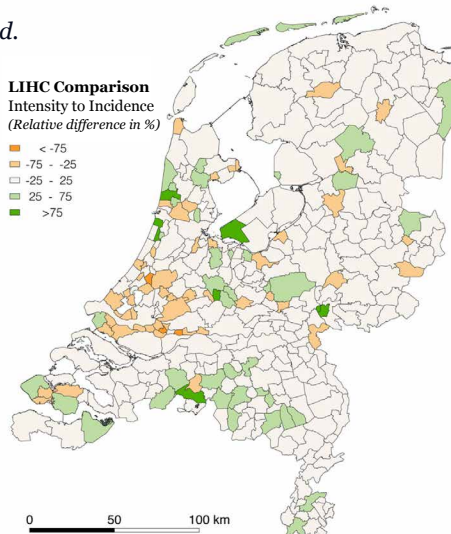 d.
LIHC Comparison
Intensity to Incidence
(Relative difference in %)
< -75
-75 - -25
-25 - 25
25 - 75
>75
0 50 100 km